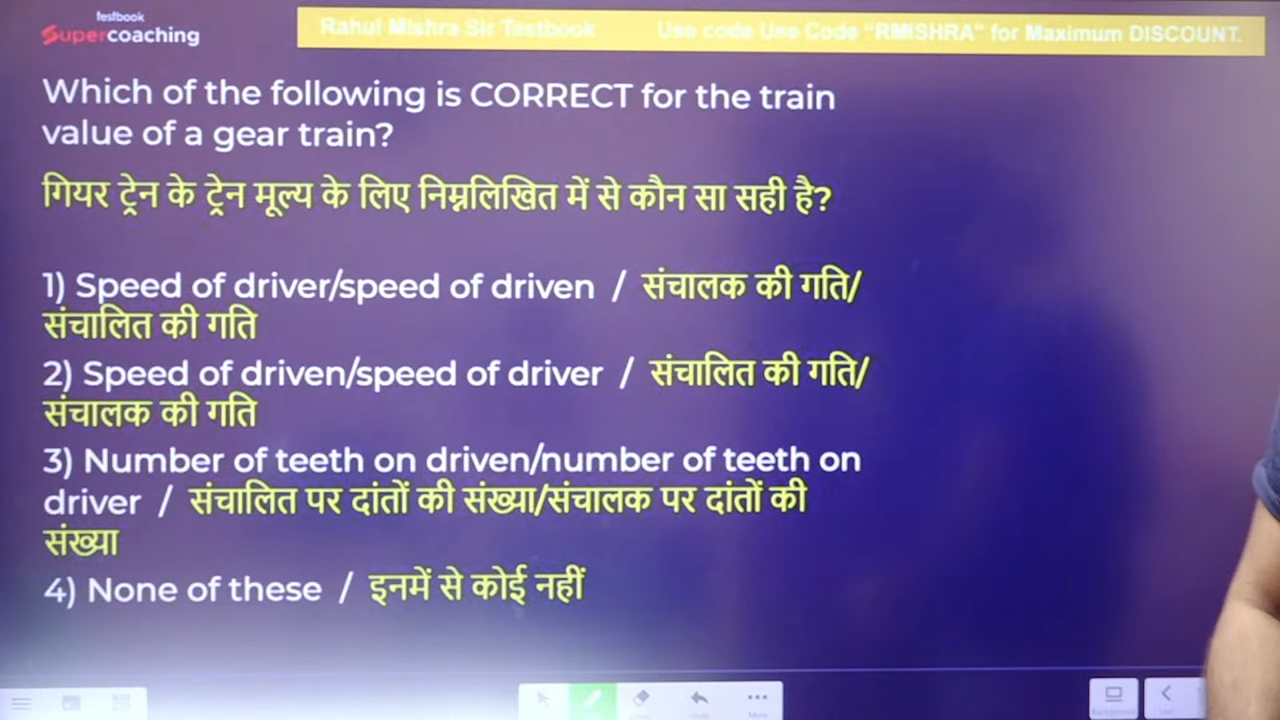 testbook
Supercoaching
Rahul Mishra Sir Testbook
Use code Use Code "RMISHRA" for Maximum DISCOUNT.
Which of the following is CORRECT for the train
value of a gear train?
गियर ट्रेन के ट्रेन मूल्य के लिए निम्नलिखित में से कौन सा सही है?
1) Speed of driver/speed of driven / संचालक की गति/
संचालित की गति
2) Speed of driven/speed of driver / संचालित की गति/
संचालक की गति
3) Number of teeth on driven/number of teeth on
driver / संचालित पर दांतों की संख्या/संचालक पर दांतों की
संख्या
4) None of these / इनमें से कोई नहीं